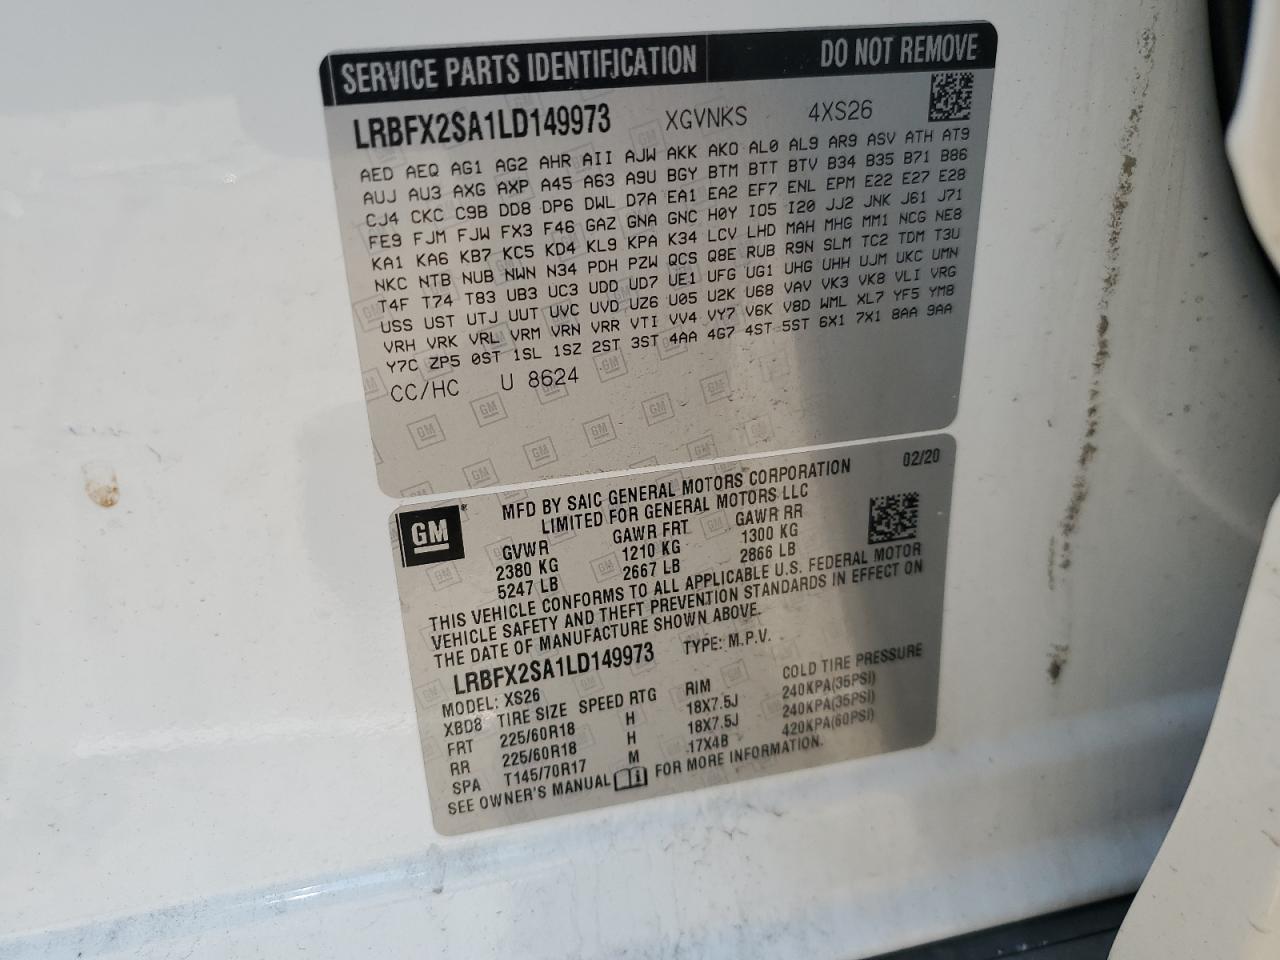 SERVICE PARTS IDENTIFICATION DO NOT REMOVE
LRBFX2SA1LD149973 XGVNKS 4XS26
AED AEQ AG1 AG2 AHR AII AJW AKK AKO AL0 AL9 AR9 ASV ATH AT9
AUJ AU3 AXG AXP A45 A63 A9U BGY BTM BTT BTV B34 B35 B71 B86
CJ4 CKC C9B DD8 DP6 DWL D7A EA1 EA2 EF7 ENL EPM E22 E27 E28
FE9 FJM FJW FX3 F46 GAZ GNA GNC H0Y IO5 I20 JJ2 JNK J61 J71
KA1 KA6 KB7 KC5 KD4 KL9 KPA K34 LCV LHD MAH MHG MM1 NCG NE8
NKC NTB NUB NWN N34 PDH PZW QCS Q8E RUB R9N SLM TC2 TDM T3U
T4F T74 T83 UB3 UC3 UDD UD7 UE1 UFG UG1 UHG UHH UJM UKC UMN
USS UST UTJ UUT UVC UVD UZ6 U05 U2K U68 VAV VK3 VK8 VLI VRG
VRH VRK VRL VRM VRN VRR VTI VV4 VY7 V6K V8D WML XL7 YF5 YM8
Y7C ZP5 0ST 1SL 1SZ 2ST 3ST 4AA 4G7 4ST 5ST 6X1 7X1 8AA 9AA
CC/HC U 8624
02/20
GM MFD BY SAIC GENERAL MOTORS CORPORATION
LIMITED FOR GENERAL MOTORS LLC
GVWR GAWR FRT GAWR RR
2380 KG 1210 KG 1300 KG
5247 LB 2667 LB 2866 LB
THIS VEHICLE CONFORMS TO ALL APPLICABLE U.S. FEDERAL MOTOR
VEHICLE SAFETY AND THEFT PREVENTION STANDARDS IN EFFECT ON
THE DATE OF MANUFACTURE SHOWN ABOVE.
LRBFX2SA1LD149973 TYPE: M.P.V.
MODEL: XS26
XBD8 TIRE SIZE SPEED RTG RIM COLD TIRE PRESSURE
FRT 225/60R18 H 18X7.5J 240KPA(35PSI)
RR 225/60R18 H 18X7.5J 240KPA(35PSI)
SPA T145/70R17 M 17X4B 420KPA(60PSI)
SEE OWNER'S MANUAL FOR MORE INFORMATION.